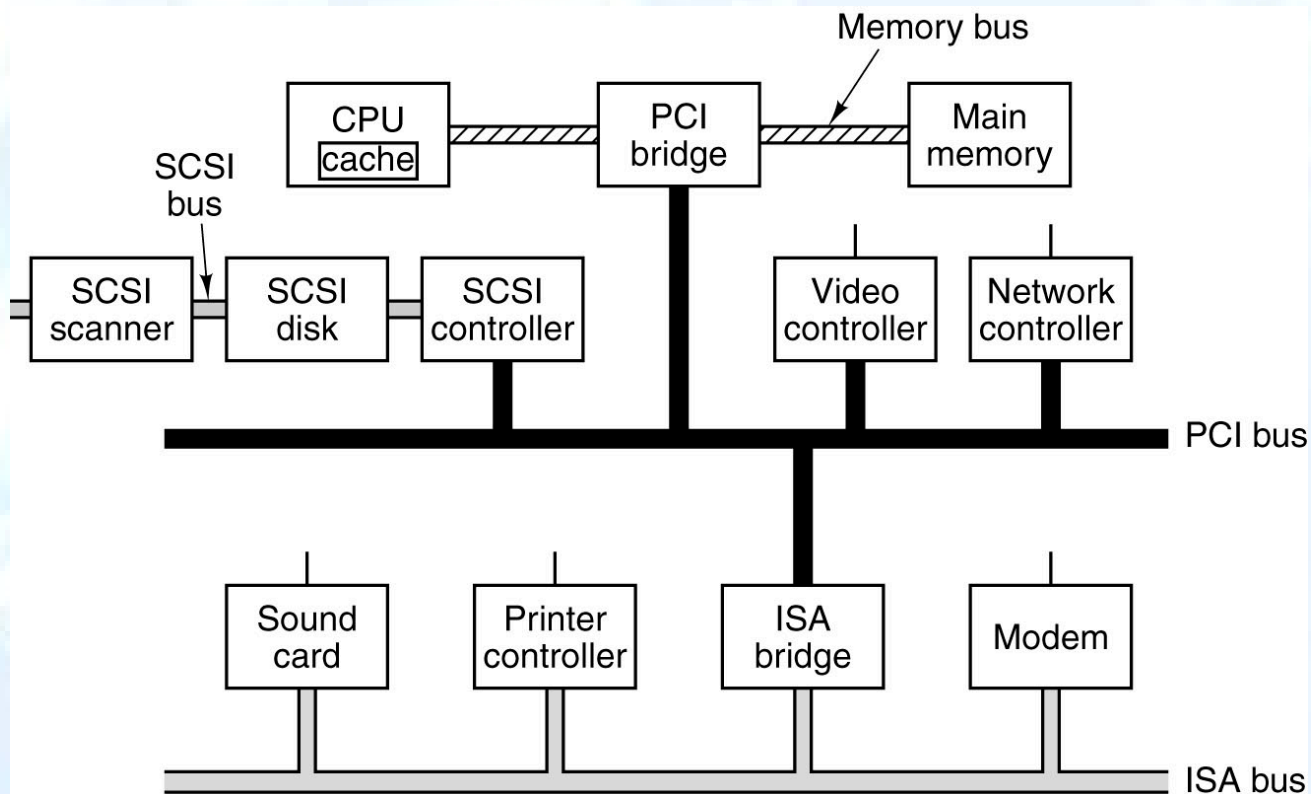 Memory bus
CPU
cache
PCI
bridge
Main
memory
SCSI
bus
SCSI
scanner
SCSI
disk
SCSI
controller
Video
controller
Network
controller
PCI bus
Sound
card
Printer
controller
ISA
bridge
Modem
ISA bus